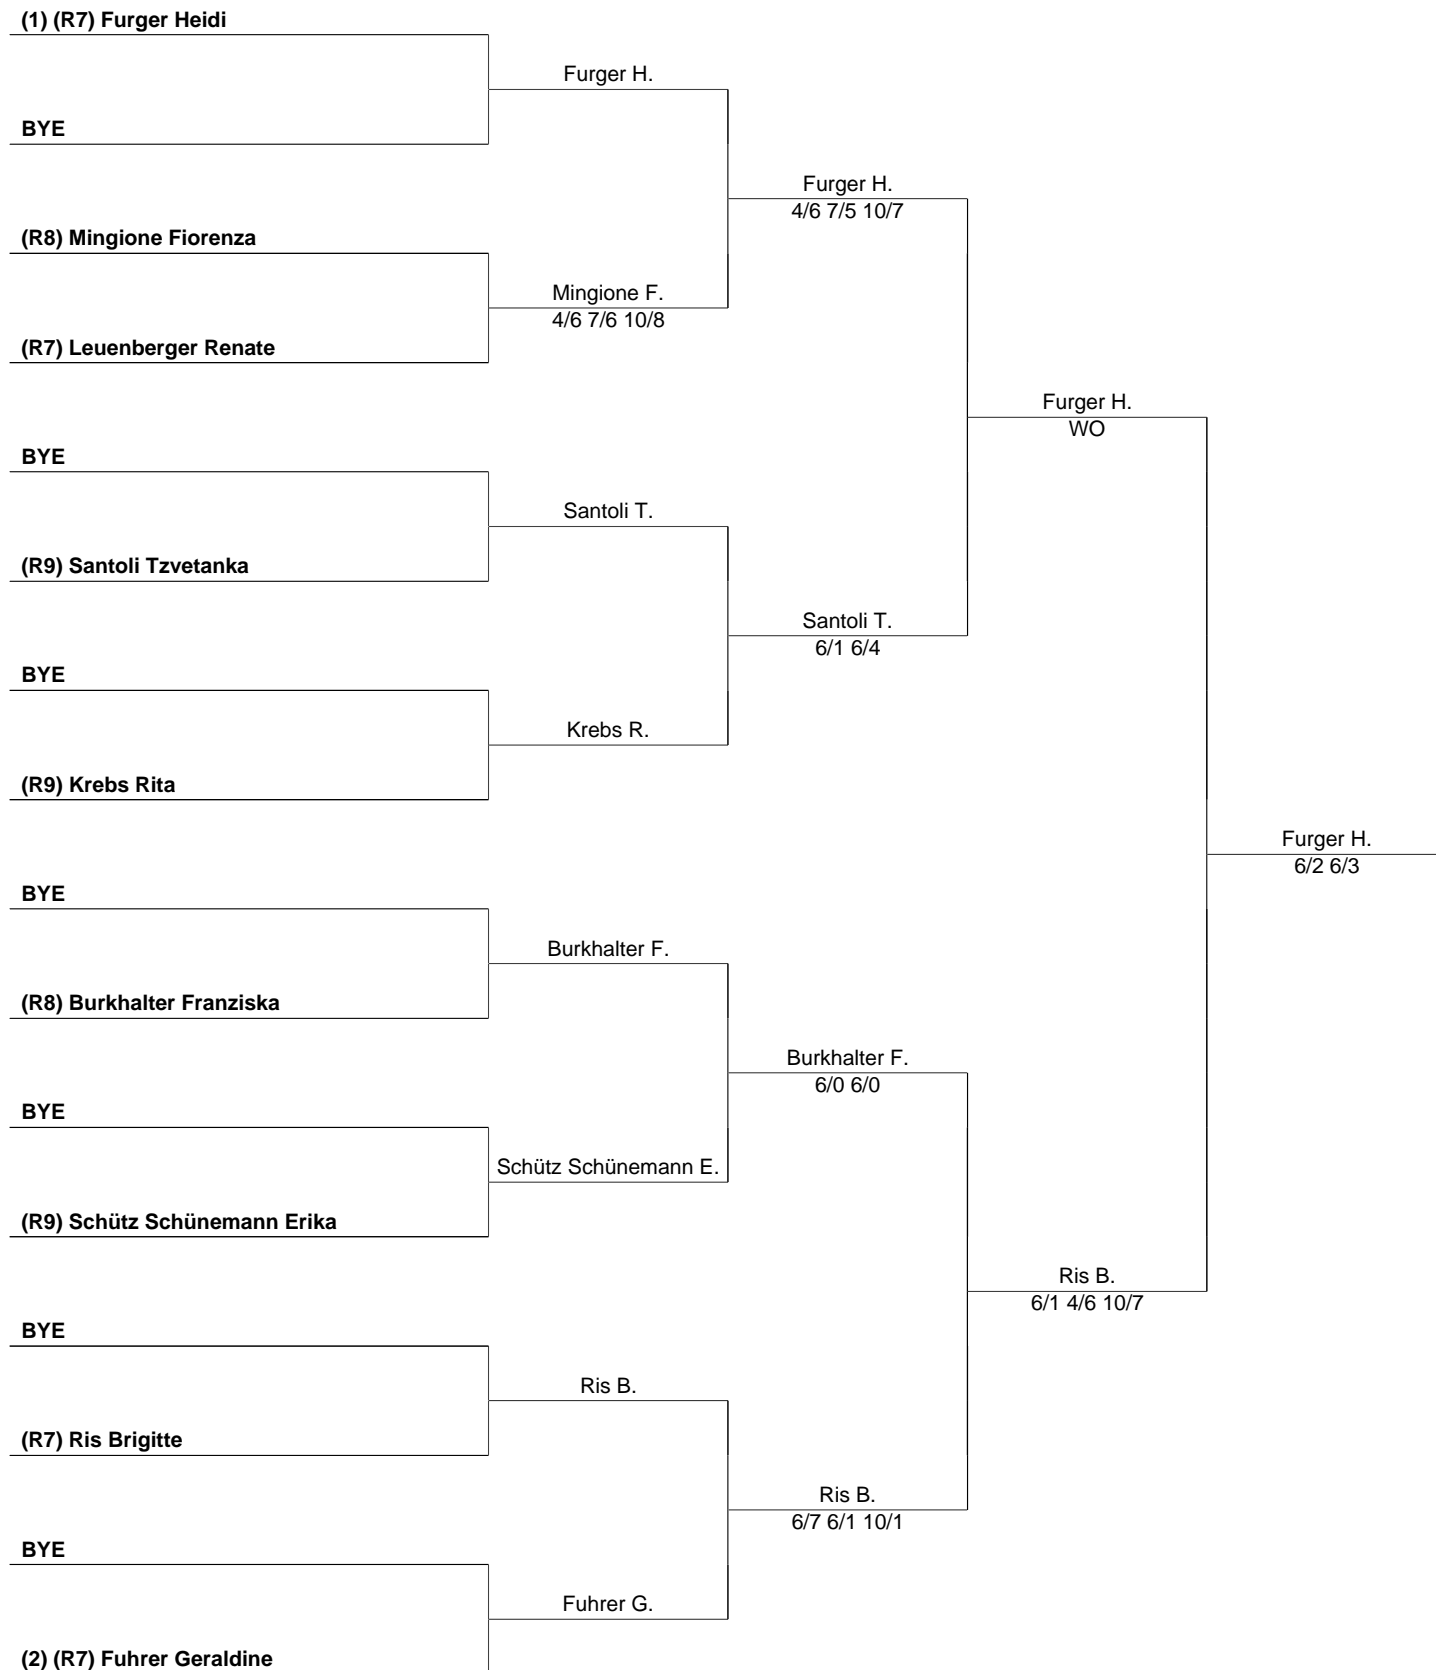 (1) (R7) Furger Heidi
Furger H.
BYE
Furger H.
4/6 7/5 10/7
(R8) Mingione Fiorenza
Mingione F.
4/6 7/6 10/8
(R7) Leuenberger Renate
Furger H.
WO
BYE
Santoli T.
(R9) Santoli Tzvetanka
Santoli T.
6/1 6/4
BYE
Krebs R.
(R9) Krebs Rita
Furger H.
6/2 6/3
BYE
Burkhalter F.
(R8) Burkhalter Franziska
Burkhalter F.
6/0 6/0
BYE
Schütz Schünemann E.
(R9) Schütz Schünemann Erika
Ris B.
6/1 4/6 10/7
BYE
Ris B.
(R7) Ris Brigitte
Ris B.
6/7 6/1 10/1
BYE
Fuhrer G.
(2) (R7) Fuhrer Geraldine